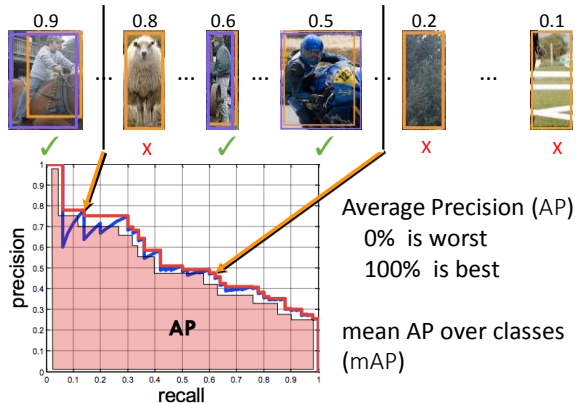 0.9 0.8 0.6 0.5 0.2 0.1
... ... ... ... ...
✓ x ✓ ✓ x x
Average Precision (AP)
0% is worst
100% is best
mean AP over classes
(mAP)
precision
1
0.9
0.8
0.7
0.6
0.5
0.4
0.3
0.2
0.1
0
AP
0 0.1 0.2 0.3 0.4 0.5 0.6 0.7 0.8 0.9 1
recall